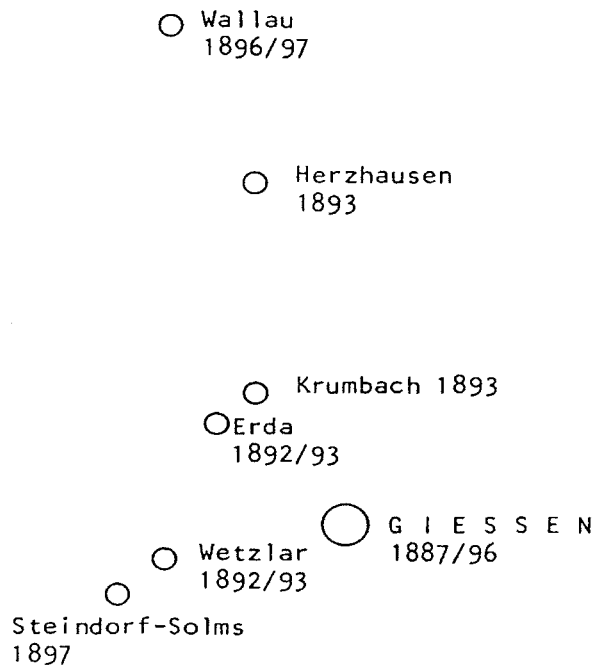 Wallau
1896/97
Herzhausen
1893
Krumbach 1893
Erda
1892/93
G I E S S E N
1887/96
Wetzlar
1892/93
Steindorf-Solms
1897